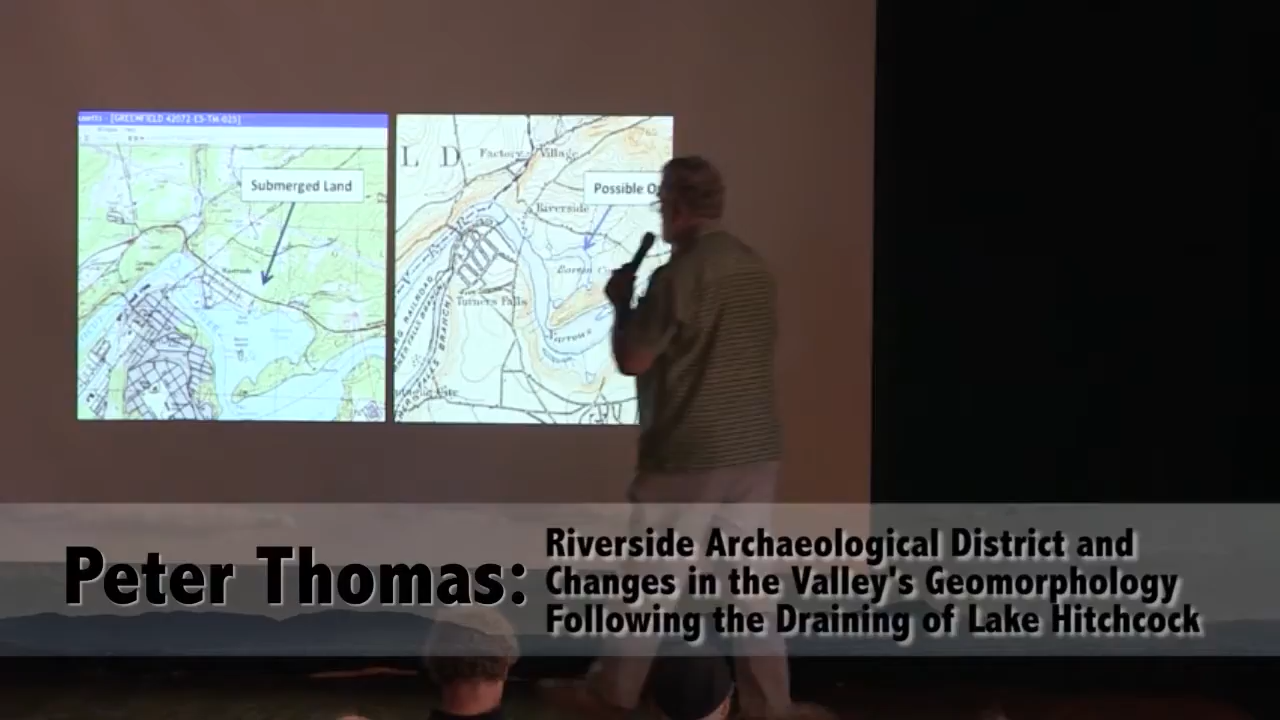 [GREENFIELD 42072-E5-TM-025]
Submerged Land
L D
Factory Village
Possible O
Riverside
Turners Falls
Peter Thomas:
Riverside Archaeological District and
Changes in the Valley's Geomorphology
Following the Draining of Lake Hitchcock